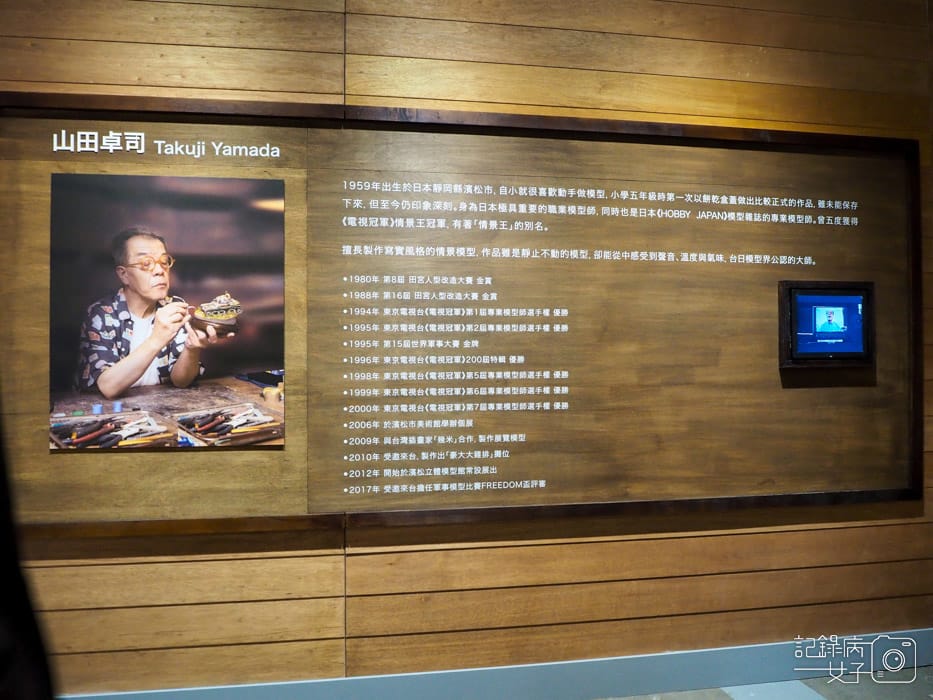 山田卓司 Takuji Yamada
1959年出生於日本靜岡縣濱松市，自小就很喜歡動手做模型，小學五年級時第一次以餅乾盒蓋做出比較正式的作品，雖未能保存
下來，但至今仍印象深刻。身為日本極具重要的職業模型師，同時也是日本《HOBBY JAPAN》模型雜誌的專業模型師。曾五度獲得
《電視冠軍》情景王冠軍，有著「情景王」的別名。
擅長製作寫實風格的情景模型，作品雖是靜止不動的模型，卻能從中感受到聲音、溫度與氣味，台日模型界公認的大師。
•1980年 第8屆 田宮人型改造大賽 金賞
•1988年 第16屆 田宮人型改造大賽 金賞
•1994年 東京電視台《電視冠軍》第1屆專業模型師選手權 優勝
•1995年 東京電視台《電視冠軍》第2屆專業模型師選手權 優勝
•1995年 第15屆世界軍事大賽 金牌
•1996年 東京電視台《電視冠軍》200屆特輯 優勝
•1998年 東京電視台《電視冠軍》第5屆專業模型師選手權 優勝
•1999年 東京電視台《電視冠軍》第6屆專業模型師選手權 優勝
•2000年 東京電視台《電視冠軍》第7屆專業模型師選手權 優勝
•2006年 於濱松市美術館學辦個展
•2009年 與台灣插畫家「幾米」合作，製作展覽模型
•2010年 受邀來台，製作出「豪大大雞排」攤位
•2012年 開始於濱松立體模型館常設展出
•2017年 受邀來台擔任軍事模型比賽FREEDOM盃評審
記錄病
女子